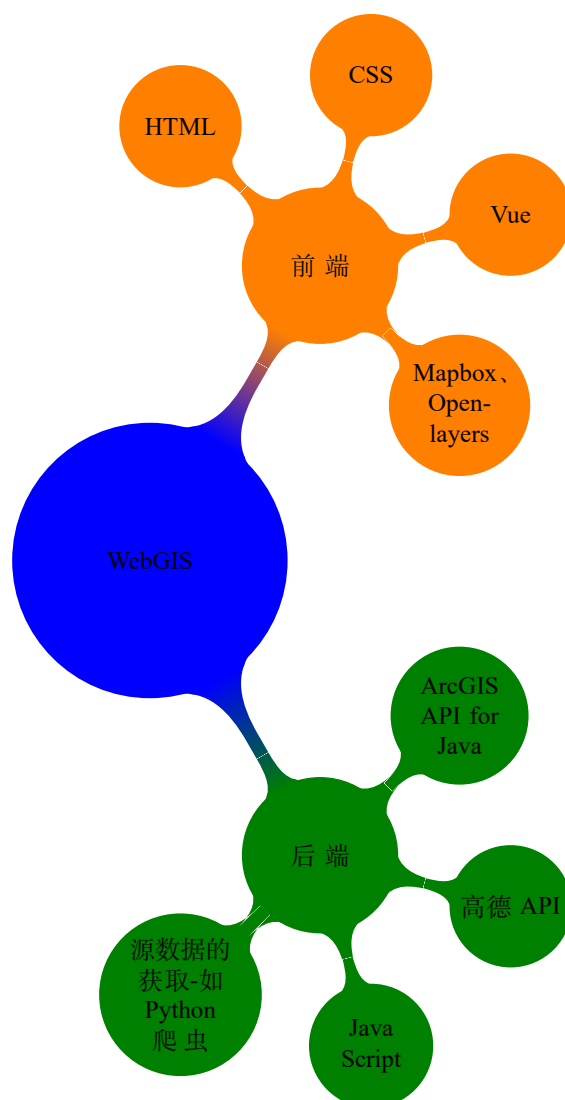 CSS
HTML
Vue
前 端
Mapbox、
Open-
layers
WebGIS
ArcGIS
API for
Java
后 端
高德 API
源数据的
获取-如
Python
爬 虫
Java
Script